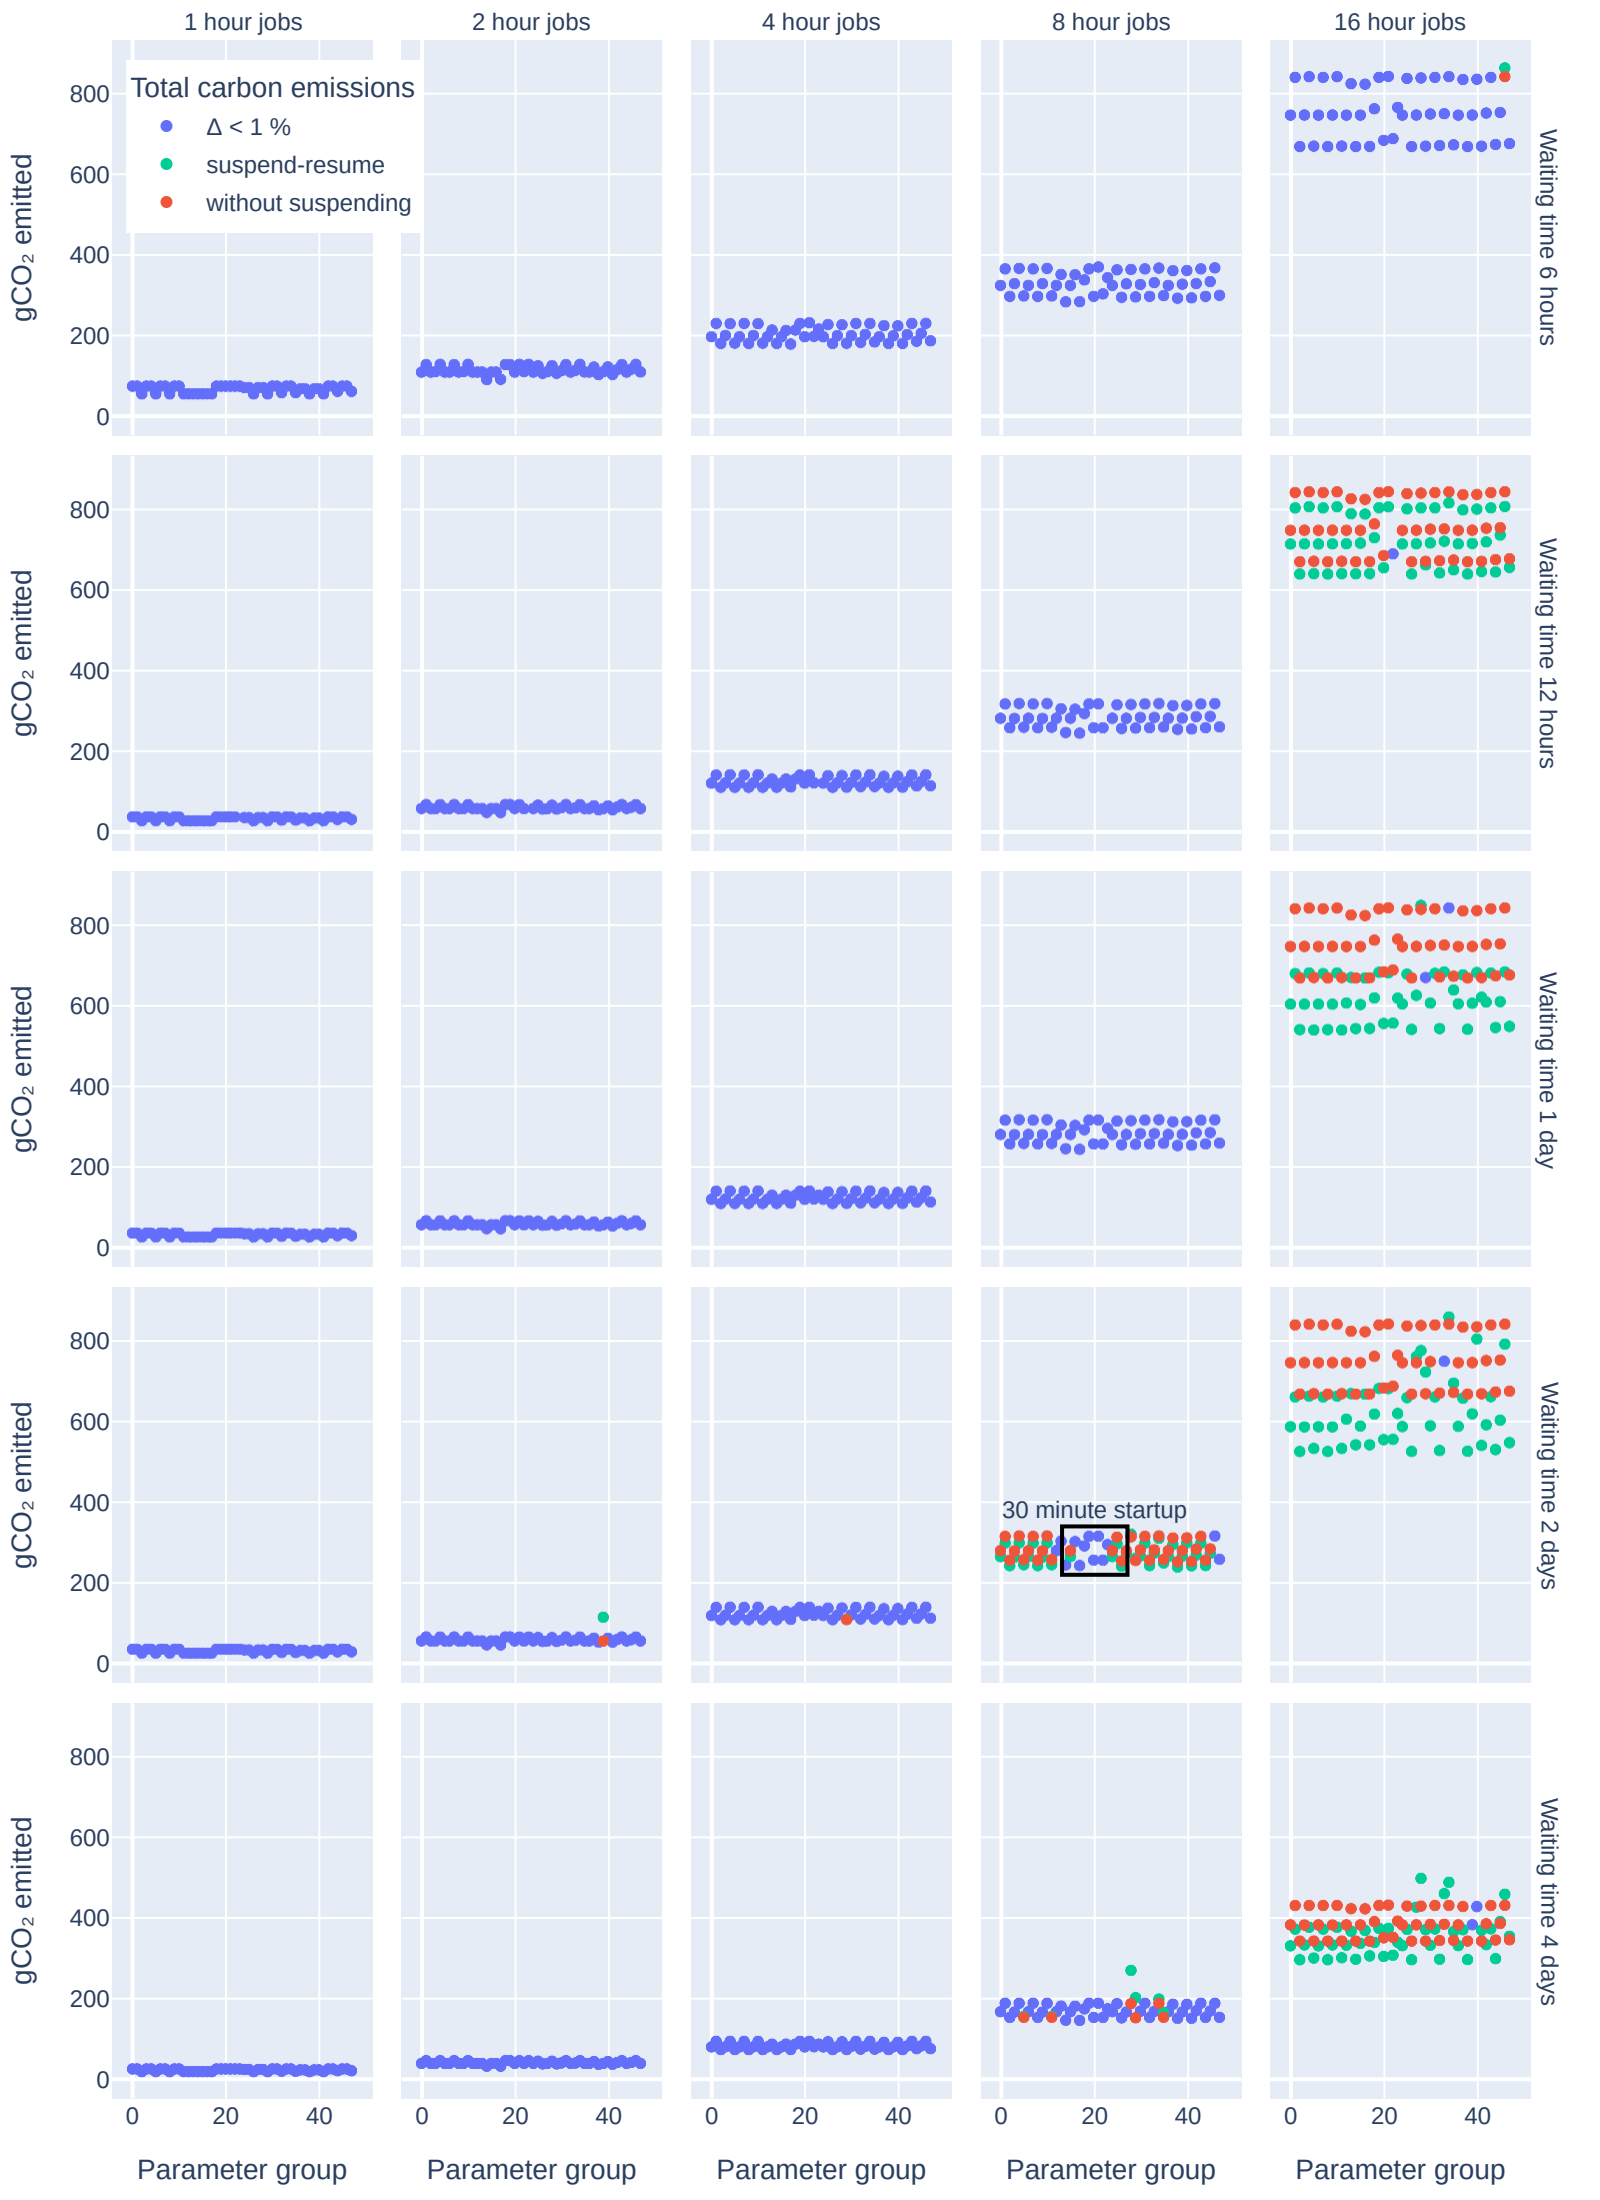 1 hour jobs
2 hour jobs
4 hour jobs
8 hour jobs
16 hour jobs
Total carbon emissions
Δ < 1 %
suspend-resume
without suspending
800
600
400
200
0
gCO₂ emitted
Waiting time 6 hours
800
600
400
200
0
gCO₂ emitted
Waiting time 12 hours
800
600
400
200
0
gCO₂ emitted
Waiting time 1 day
800
600
400
200
0
gCO₂ emitted
30 minute startup
Waiting time 2 days
800
600
400
200
0
gCO₂ emitted
Waiting time 4 days
0 20 40 0 20 40 0 20 40 0 20 40 0 20 40
Parameter group
Parameter group
Parameter group
Parameter group
Parameter group